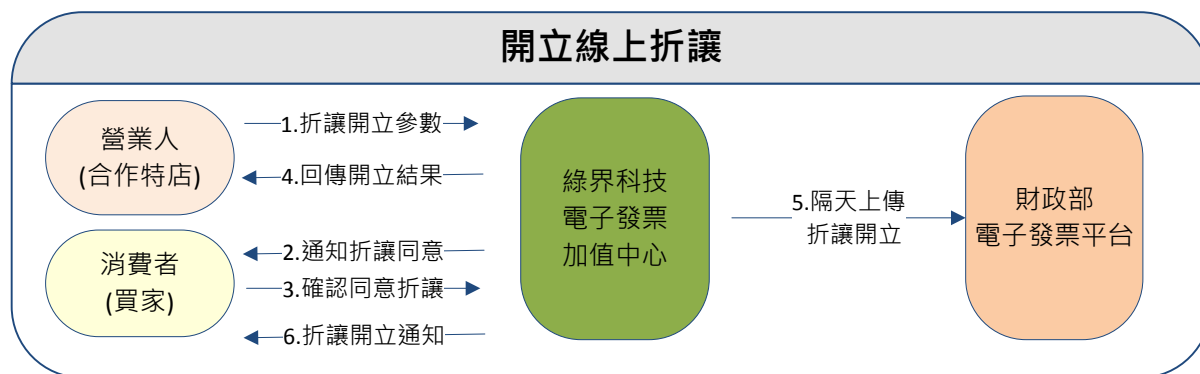 開立線上折讓
營業人
(合作特店)
1.折讓開立參數
4.回傳開立結果
消費者
(買家)
2.通知折讓同意
3.確認同意折讓
6.折讓開立通知
綠界科技
電子發票
加值中心
5.隔天上傳
折讓開立
財政部
電子發票平台